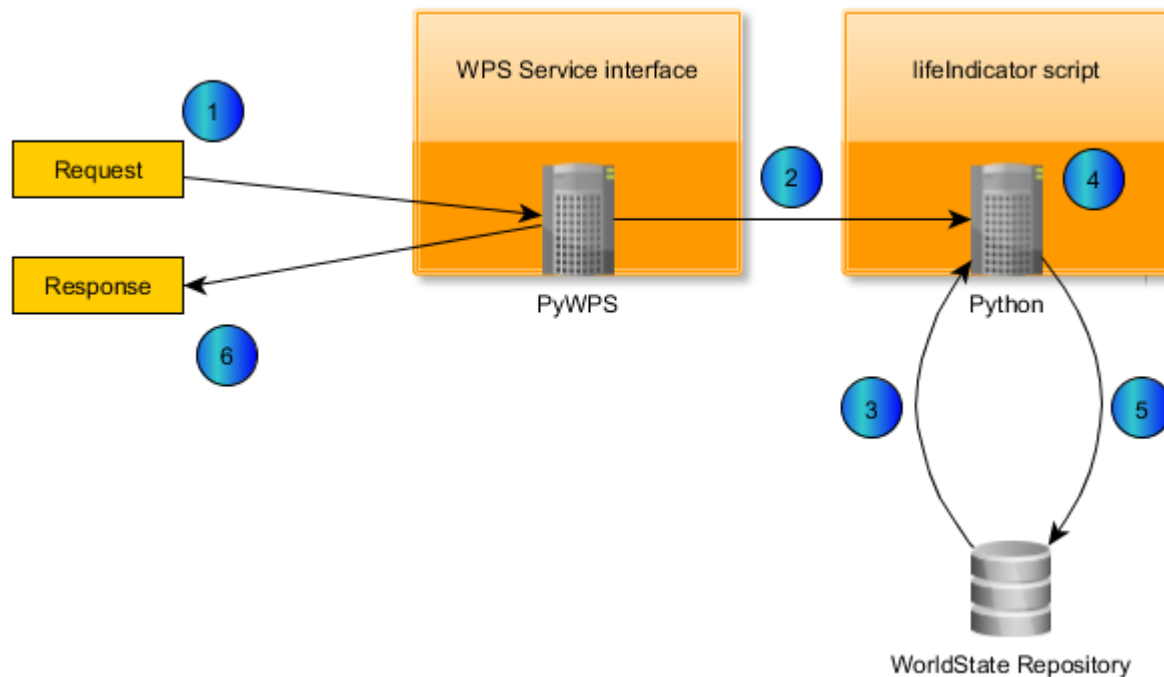 WPS Service interface
lifeIndicator script
1
Request
2
4
Response
PyWPS
Python
6
3
5
WorldState Repository